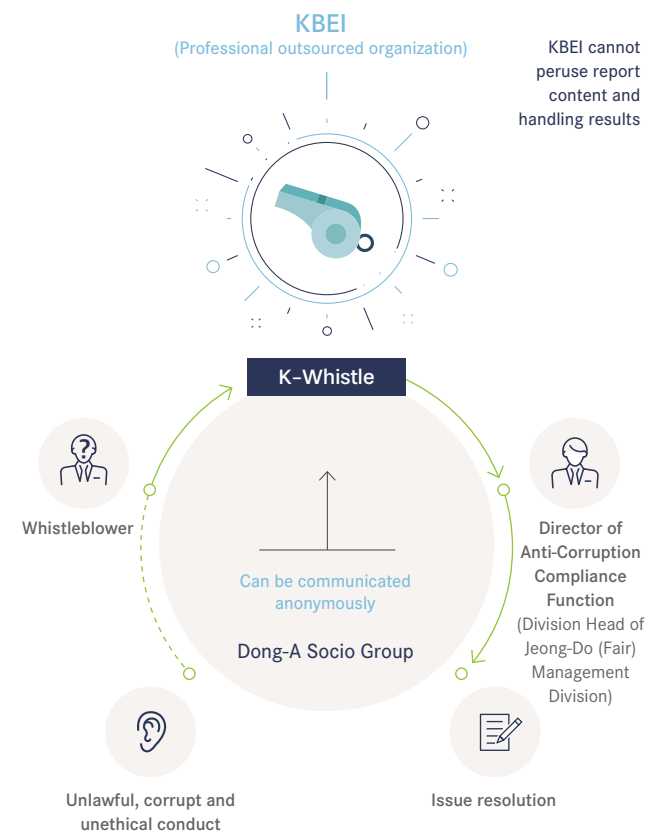 KBEI
(Professional outsourced organization)
KBEI cannot
peruse report
content and
handling results
K-Whistle
?
Whistleblower
Director of
Anti-Corruption
Compliance
Function
(Division Head of
Jeong-Do (Fair)
Management
Division)
Can be communicated
anonymously
Dong-A Socio Group
Unlawful, corrupt and
unethical conduct
Issue resolution